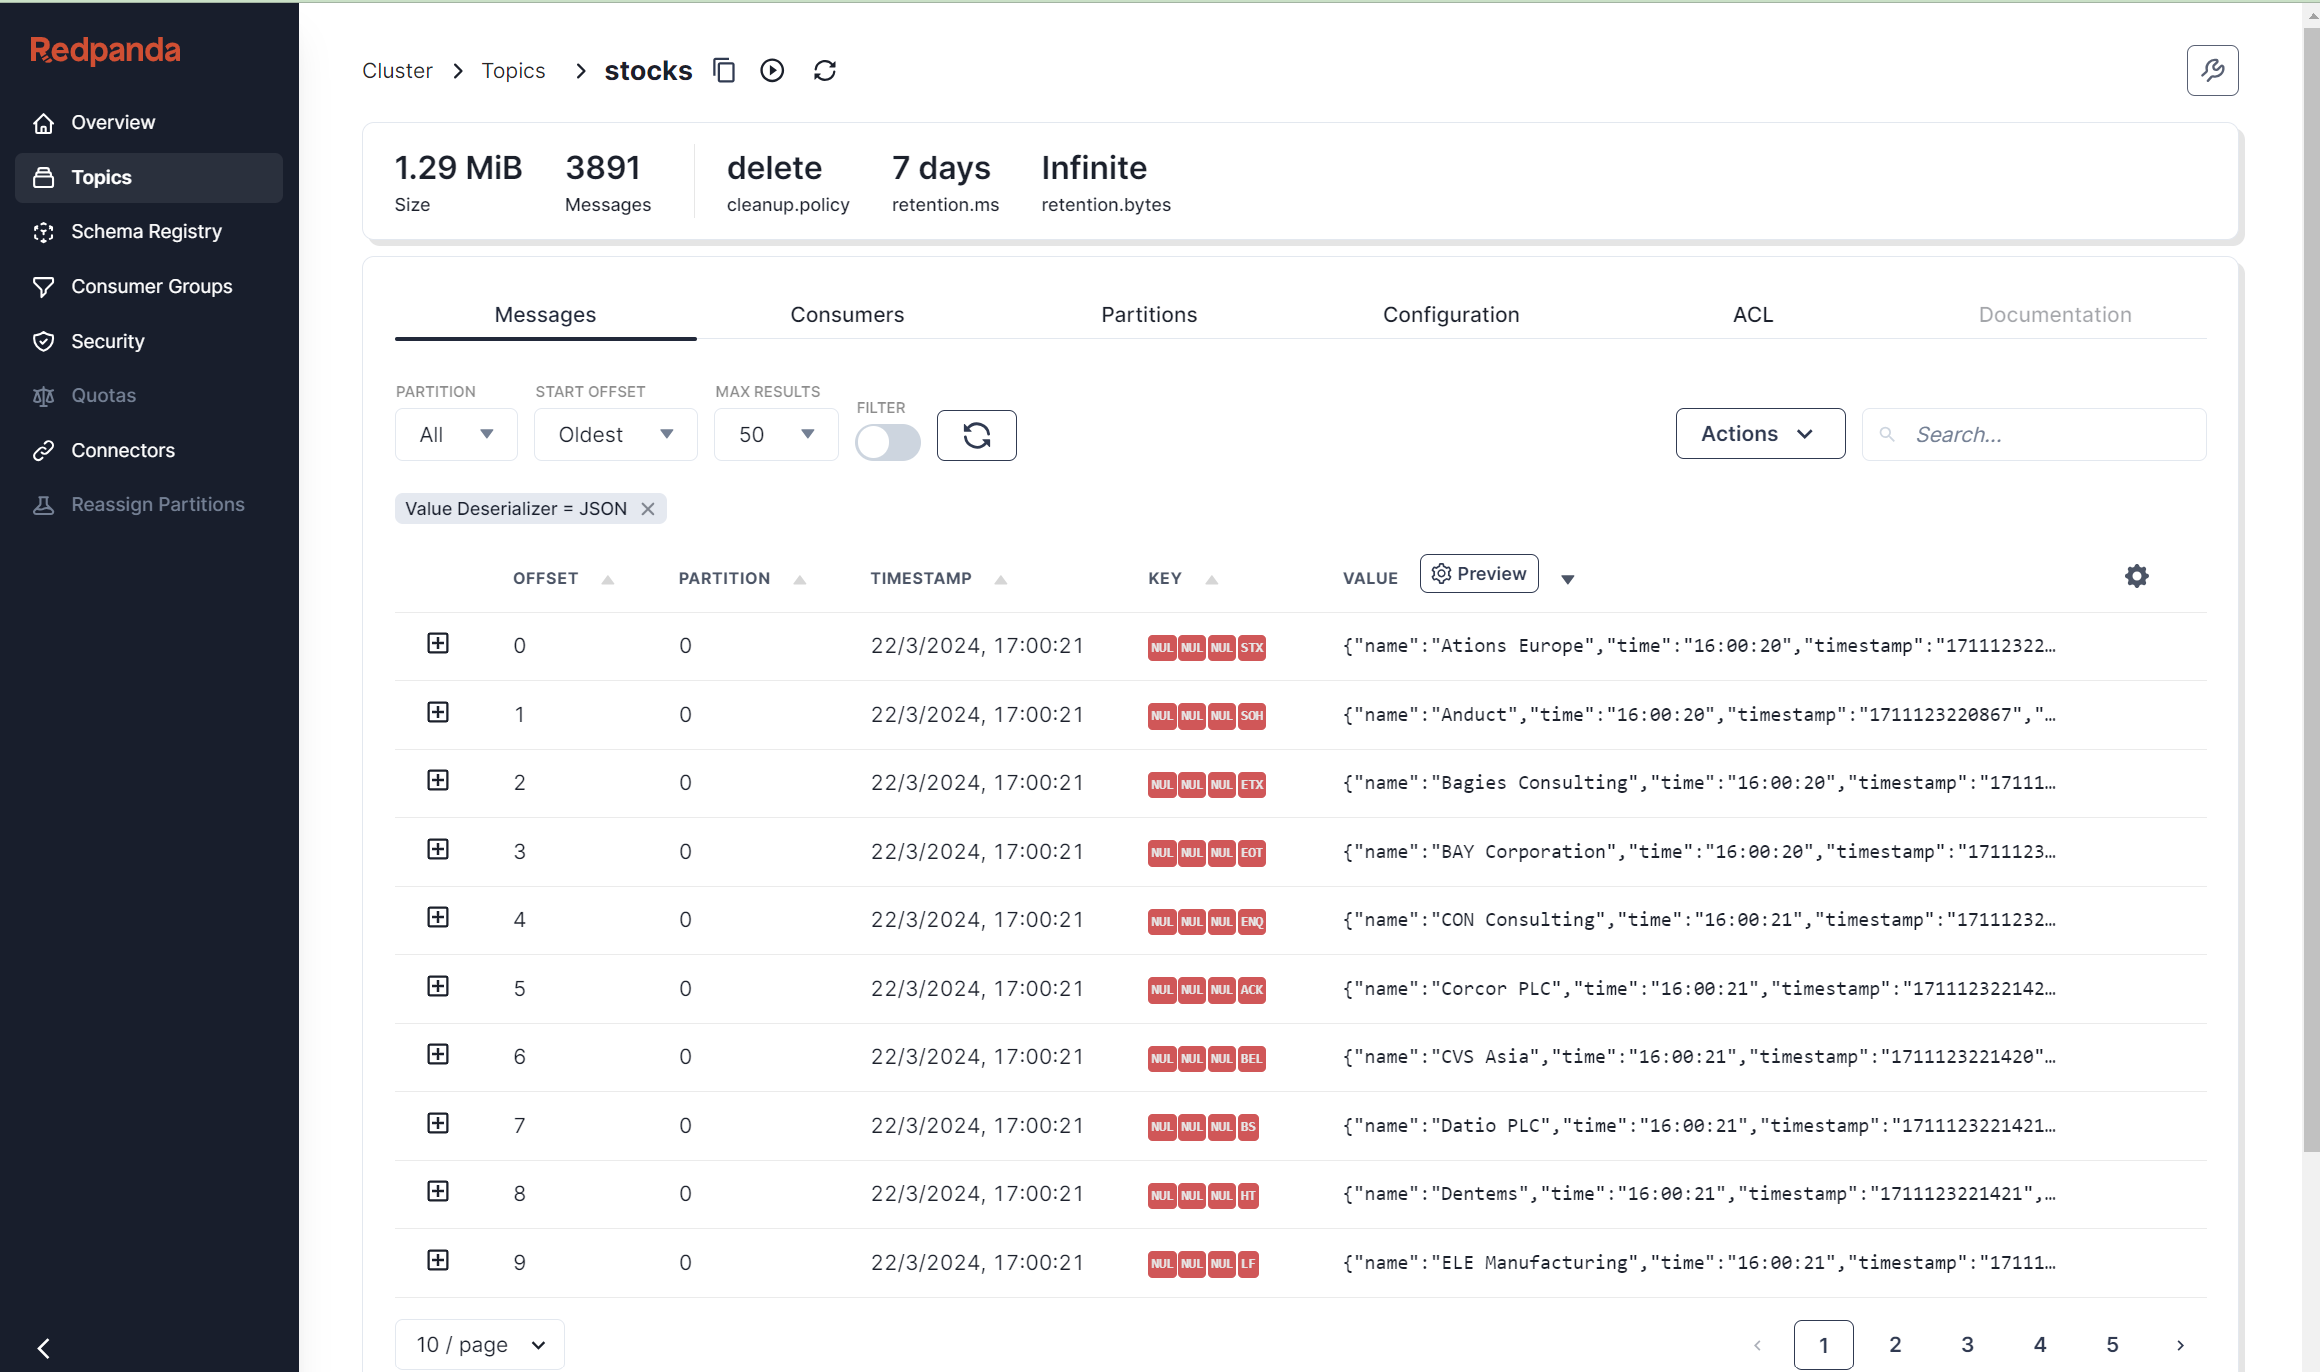 Redpanda
Overview
Topics
Schema Registry
Consumer Groups
Security
Quotas
Connectors
Reassign Partitions
Cluster > Topics > stocks
1.29 MiB 3891 delete 7 days Infinite
Size Messages cleanup.policy retention.ms retention.bytes
Messages Consumers Partitions Configuration ACL Documentation
PARTITION START OFFSET MAX RESULTS FILTER
All Oldest 50 Actions Search...
Value Deserializer = JSON
OFFSET PARTITION TIMESTAMP KEY VALUE Preview
0 0 22/3/2024, 17:00:21 NUL NUL NUL STX {"name":"Ations Europe","time":"16:00:20","timestamp":"171112322…
1 0 22/3/2024, 17:00:21 NUL NUL NUL SOH {"name":"Anduct","time":"16:00:20","timestamp":"1711123220867","…
2 0 22/3/2024, 17:00:21 NUL NUL NUL ETX {"name":"Bagies Consulting","time":"16:00:20","timestamp":"17111…
3 0 22/3/2024, 17:00:21 NUL NUL NUL EOT {"name":"BAY Corporation","time":"16:00:20","timestamp":"1711123…
4 0 22/3/2024, 17:00:21 NUL NUL NUL ENQ {"name":"CON Consulting","time":"16:00:21","timestamp":"17111232…
5 0 22/3/2024, 17:00:21 NUL NUL NUL ACK {"name":"Corcor PLC","time":"16:00:21","timestamp":"171112322142…
6 0 22/3/2024, 17:00:21 NUL NUL NUL BEL {"name":"CVS Asia","time":"16:00:21","timestamp":"1711123221420"…
7 0 22/3/2024, 17:00:21 NUL NUL NUL BS {"name":"Datio PLC","time":"16:00:21","timestamp":"1711123221421…
8 0 22/3/2024, 17:00:21 NUL NUL NUL HT {"name":"Dentems","time":"16:00:21","timestamp":"1711123221421",…
9 0 22/3/2024, 17:00:21 NUL NUL NUL LF {"name":"ELE Manufacturing","time":"16:00:21","timestamp":"17111…
10 / page 1 2 3 4 5